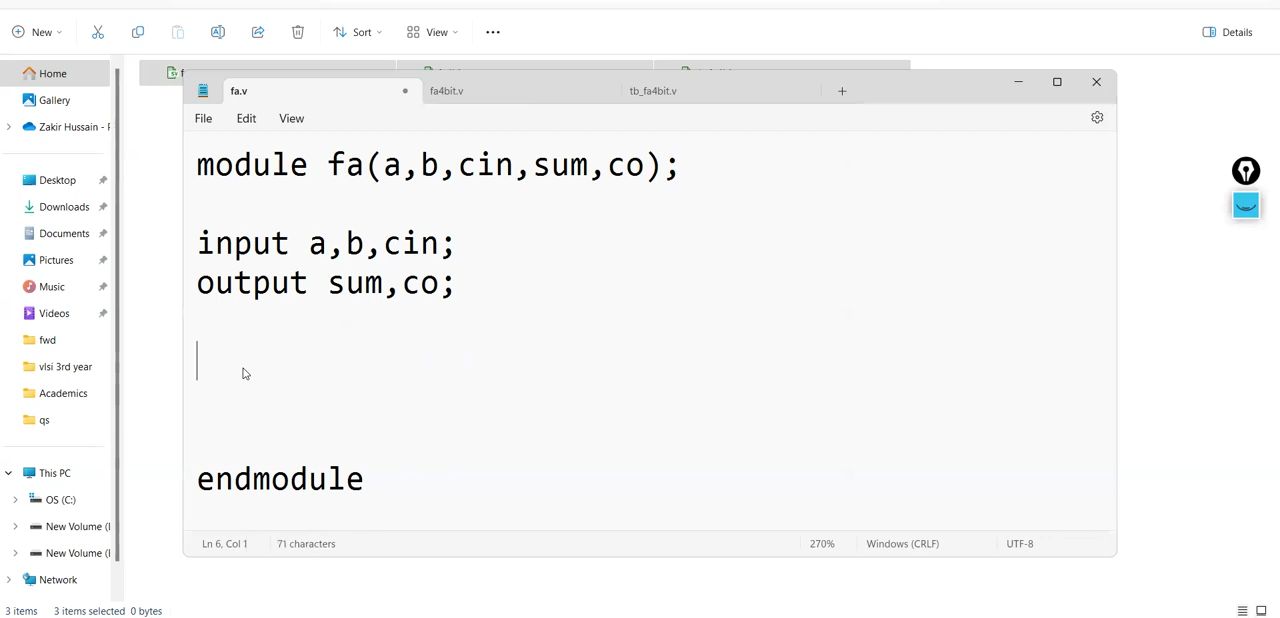 New
Sort
View
Details
Home
Gallery
Zakir Hussain -
Desktop
Downloads
Documents
Pictures
Music
Videos
fwd
vlsi 3rd year
Academics
qs
This PC
OS (C:)
New Volume (
New Volume (
Network
3 items 3 items selected 0 bytes
fa.v
fa4bit.v
tb_fa4bit.v
File Edit View
module fa(a,b,cin,sum,co);
input a,b,cin;
output sum,co;
endmodule
Ln 6, Col 1
71 characters
270%
Windows (CRLF)
UTF-8